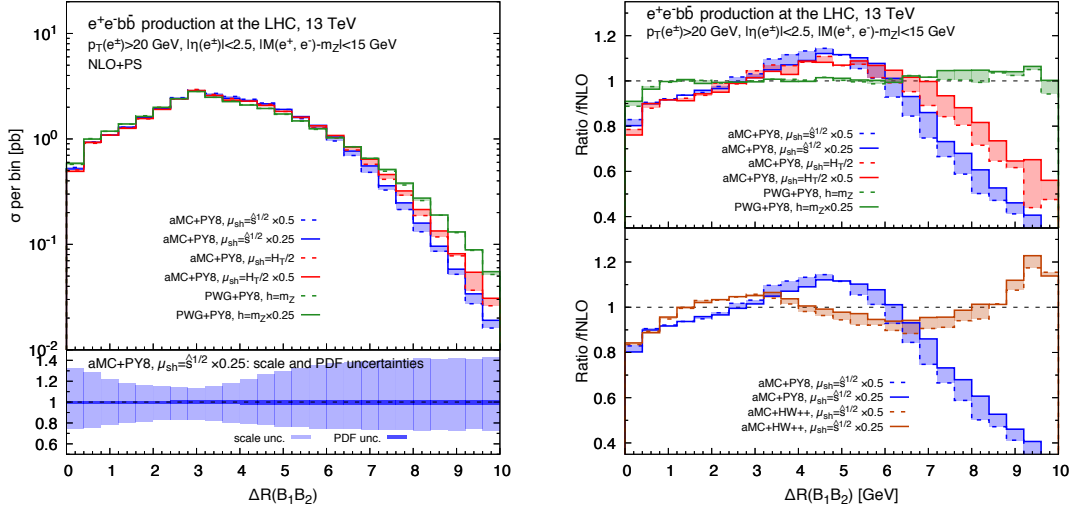 e⁺e⁻bb̄ production at the LHC, 13 TeV
p_T(e^±)>20 GeV, |η(e^±)|<2.5, |M(e⁺, e⁻)-m_Z|<15 GeV
NLO+PS
σ per bin [pb]
10¹
10⁰
10⁻¹
10⁻²
aMC+PY8, μ_sh=ŝ^1/2 ×0.5
aMC+PY8, μ_sh=ŝ^1/2 ×0.25
aMC+PY8, μ_sh=H_T/2
aMC+PY8, μ_sh=H_T/2 ×0.5
PWG+PY8, h=m_Z
PWG+PY8, h=m_Z×0.25
aMC+PY8, μ_sh=ŝ^1/2 ×0.25: scale and PDF uncertainties
1.4
1.2
1
0.8
0.6
scale unc. PDF unc.
0 1 2 3 4 5 6 7 8 9 10
ΔR(B₁B₂)
e⁺e⁻bb̄ production at the LHC, 13 TeV
p_T(e^±)>20 GeV, |η(e^±)|<2.5, |M(e⁺, e⁻)-m_Z|<15 GeV
Ratio /fNLO
1.2
1
0.8
0.6
0.4
aMC+PY8, μ_sh=ŝ^1/2 ×0.5
aMC+PY8, μ_sh=ŝ^1/2 ×0.25
aMC+PY8, μ_sh=H_T/2
aMC+PY8, μ_sh=H_T/2 ×0.5
PWG+PY8, h=m_Z
PWG+PY8, h=m_Z×0.25
Ratio /fNLO
1.2
1
0.8
0.6
0.4
aMC+PY8, μ_sh=ŝ^1/2 ×0.5
aMC+PY8, μ_sh=ŝ^1/2 ×0.25
aMC+HW++, μ_sh=ŝ^1/2 ×0.5
aMC+HW++, μ_sh=ŝ^1/2 ×0.25
0 1 2 3 4 5 6 7 8 9 10
ΔR(B₁B₂) [GeV]